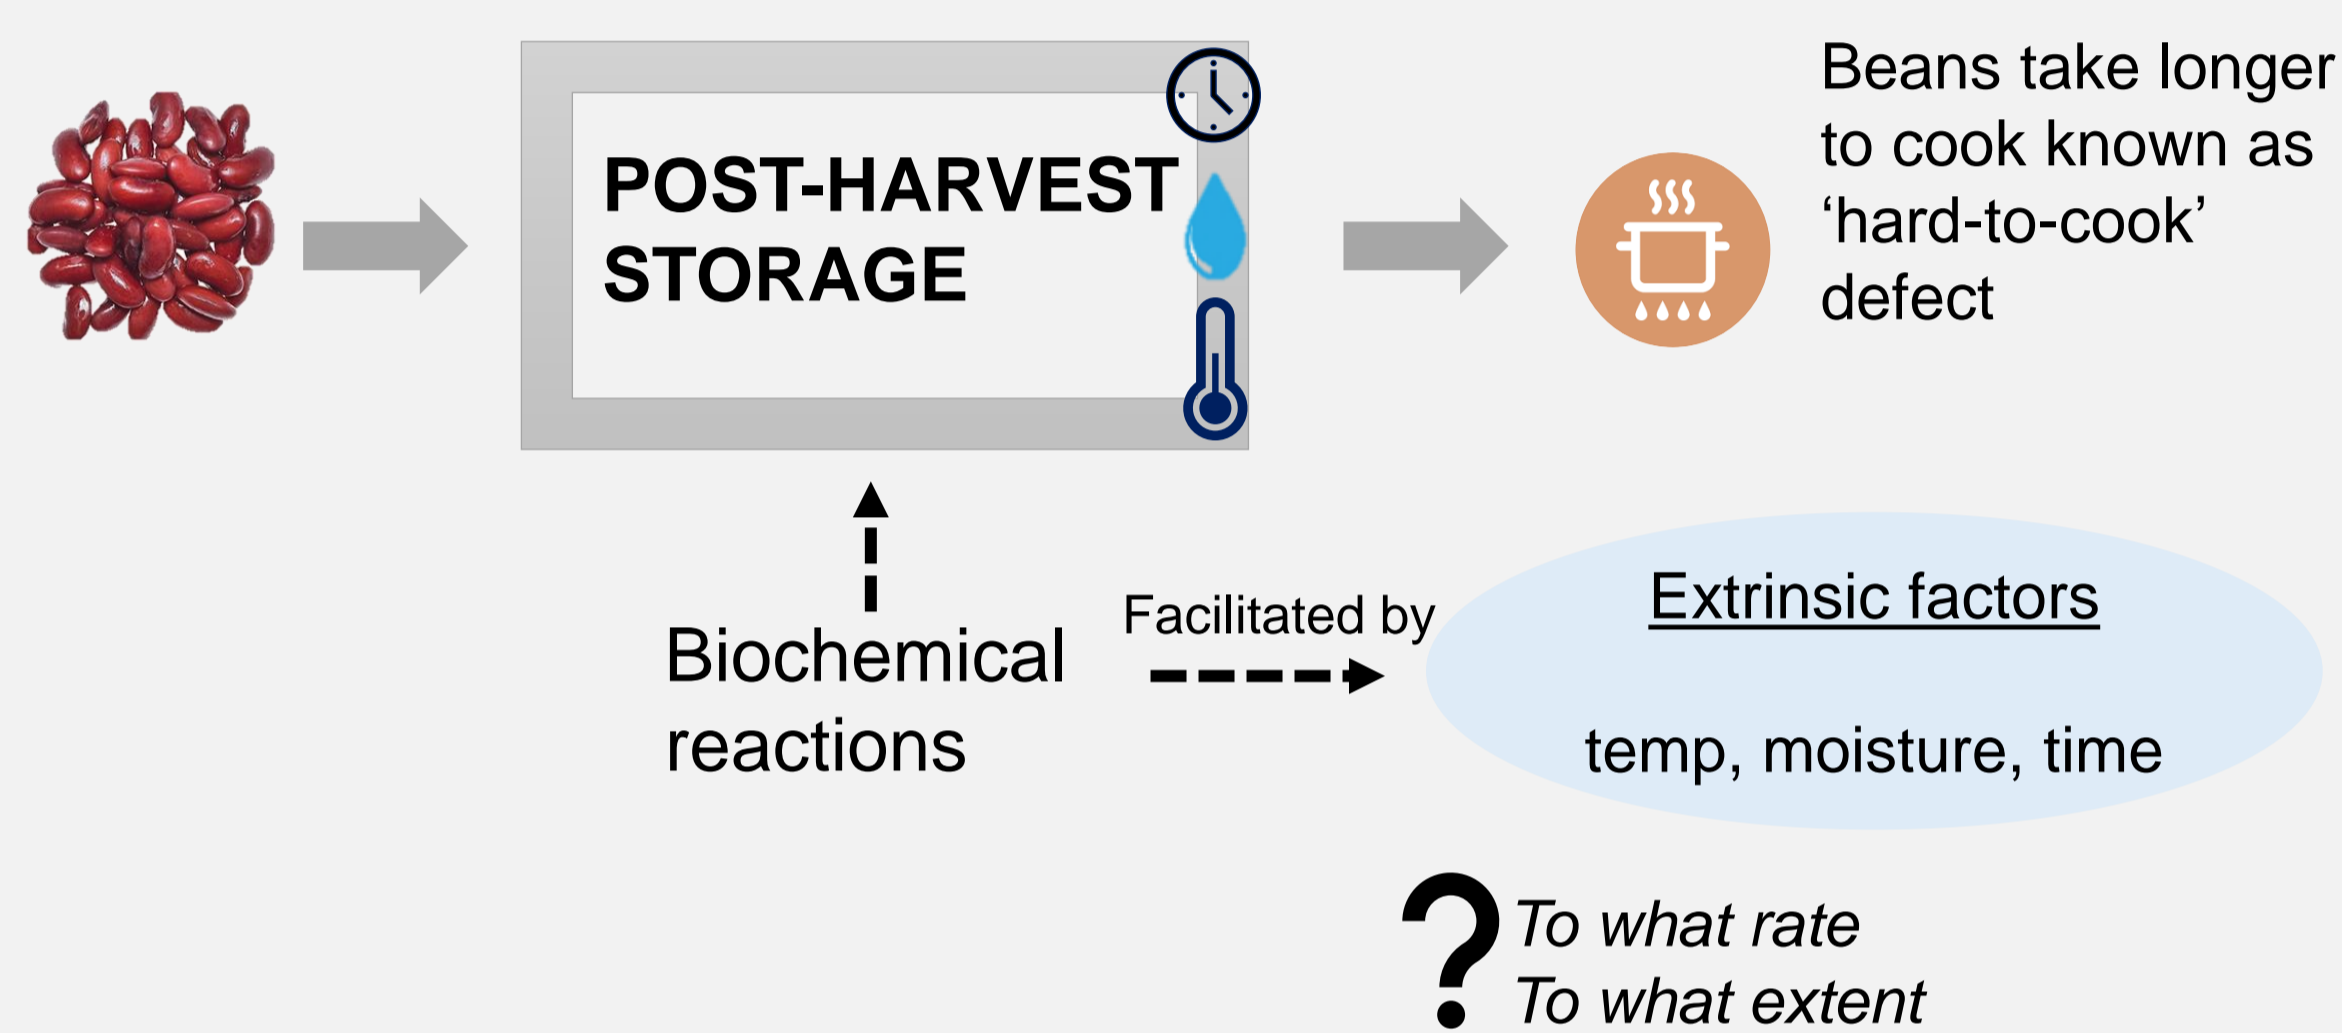 POST-HARVEST
STORAGE
Beans take longer
to cook known as
‘hard-to-cook’
defect
Biochemical
reactions
Facilitated by
Extrinsic factors
temp, moisture, time
?
To what rate
To what extent